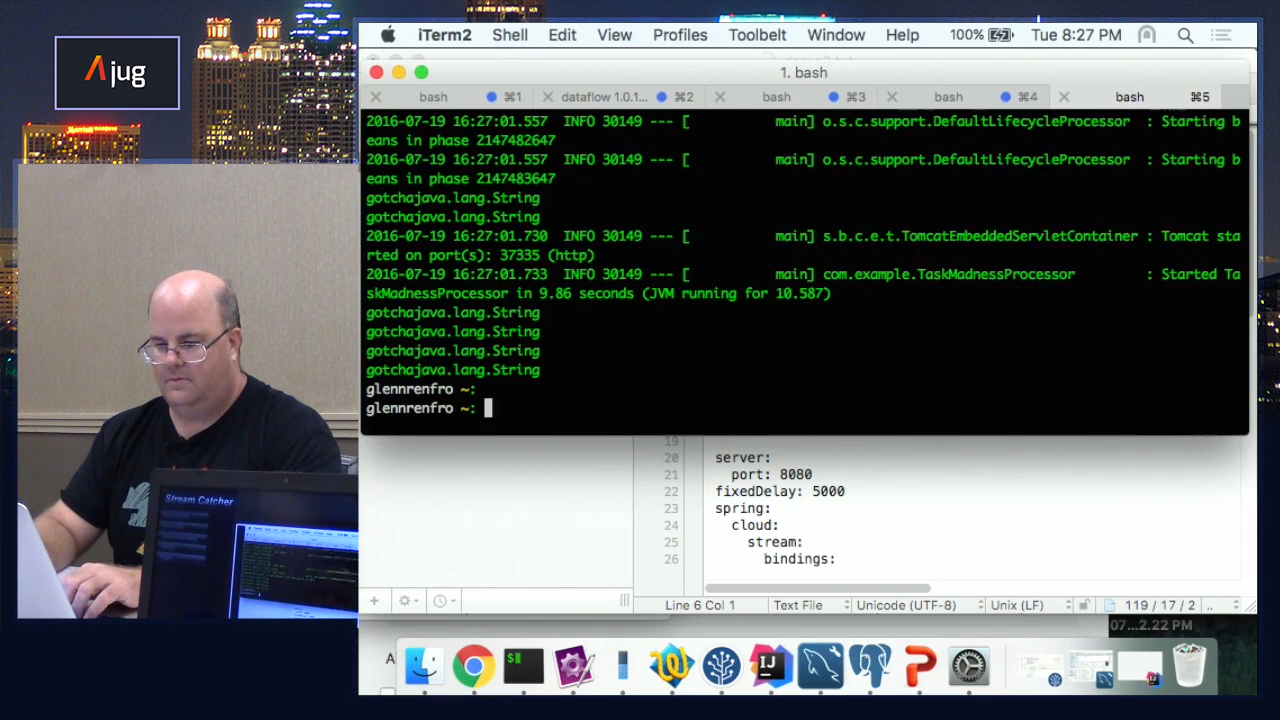 jug
iTerm2 Shell Edit View Profiles Toolbelt Window Help 100% Tue 8:27 PM
1. bash
bash ⌘1 dataflow 1.0.1... ⌘2 bash ⌘3 bash ⌘4 bash ⌘5
2016-07-19 16:27:01.557  INFO 30149 --- [           main] o.s.c.support.DefaultLifecycleProcessor  : Starting b
eans in phase 2147482647
2016-07-19 16:27:01.557  INFO 30149 --- [           main] o.s.c.support.DefaultLifecycleProcessor  : Starting b
eans in phase 2147483647
gotchajava.lang.String
gotchajava.lang.String
2016-07-19 16:27:01.730  INFO 30149 --- [           main] s.b.c.e.t.TomcatEmbeddedServletContainer : Tomcat sta
rted on port(s): 37335 (http)
2016-07-19 16:27:01.733  INFO 30149 --- [           main] com.example.TaskMadnessProcessor         : Started Ta
skMadnessProcessor in 9.86 seconds (JVM running for 10.587)
gotchajava.lang.String
gotchajava.lang.String
gotchajava.lang.String
gotchajava.lang.String
glennrenfro ~:
glennrenfro ~:
19
20 server:
21 port: 8080
22 fixedDelay: 5000
23 spring:
24 cloud:
25 stream:
26 bindings:
Line 6 Col 1 Text File Unicode (UTF-8) Unix (LF) 119 / 17 / 2 ..
07...2.22 PM
A
$
IJ
Stream Catcher
Marriott